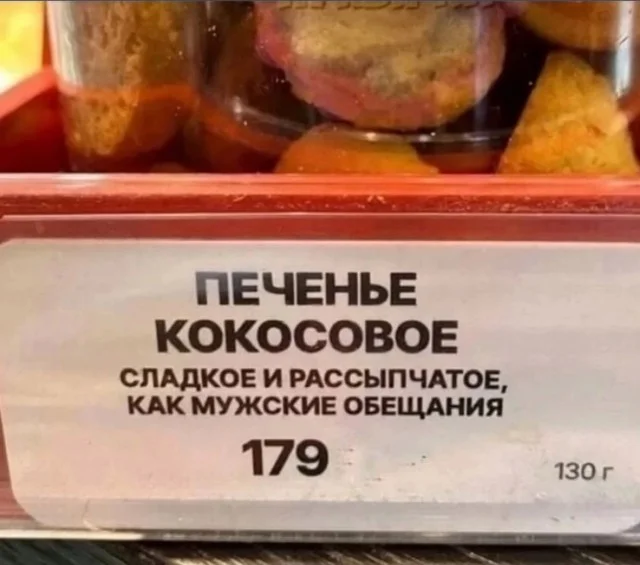 ПЕЧЕНЬЕ
КОКОСОВОЕ
СЛАДКОЕ И РАССЫПЧАТОЕ,
КАК МУЖСКИЕ ОБЕЩАНИЯ
179
130 г